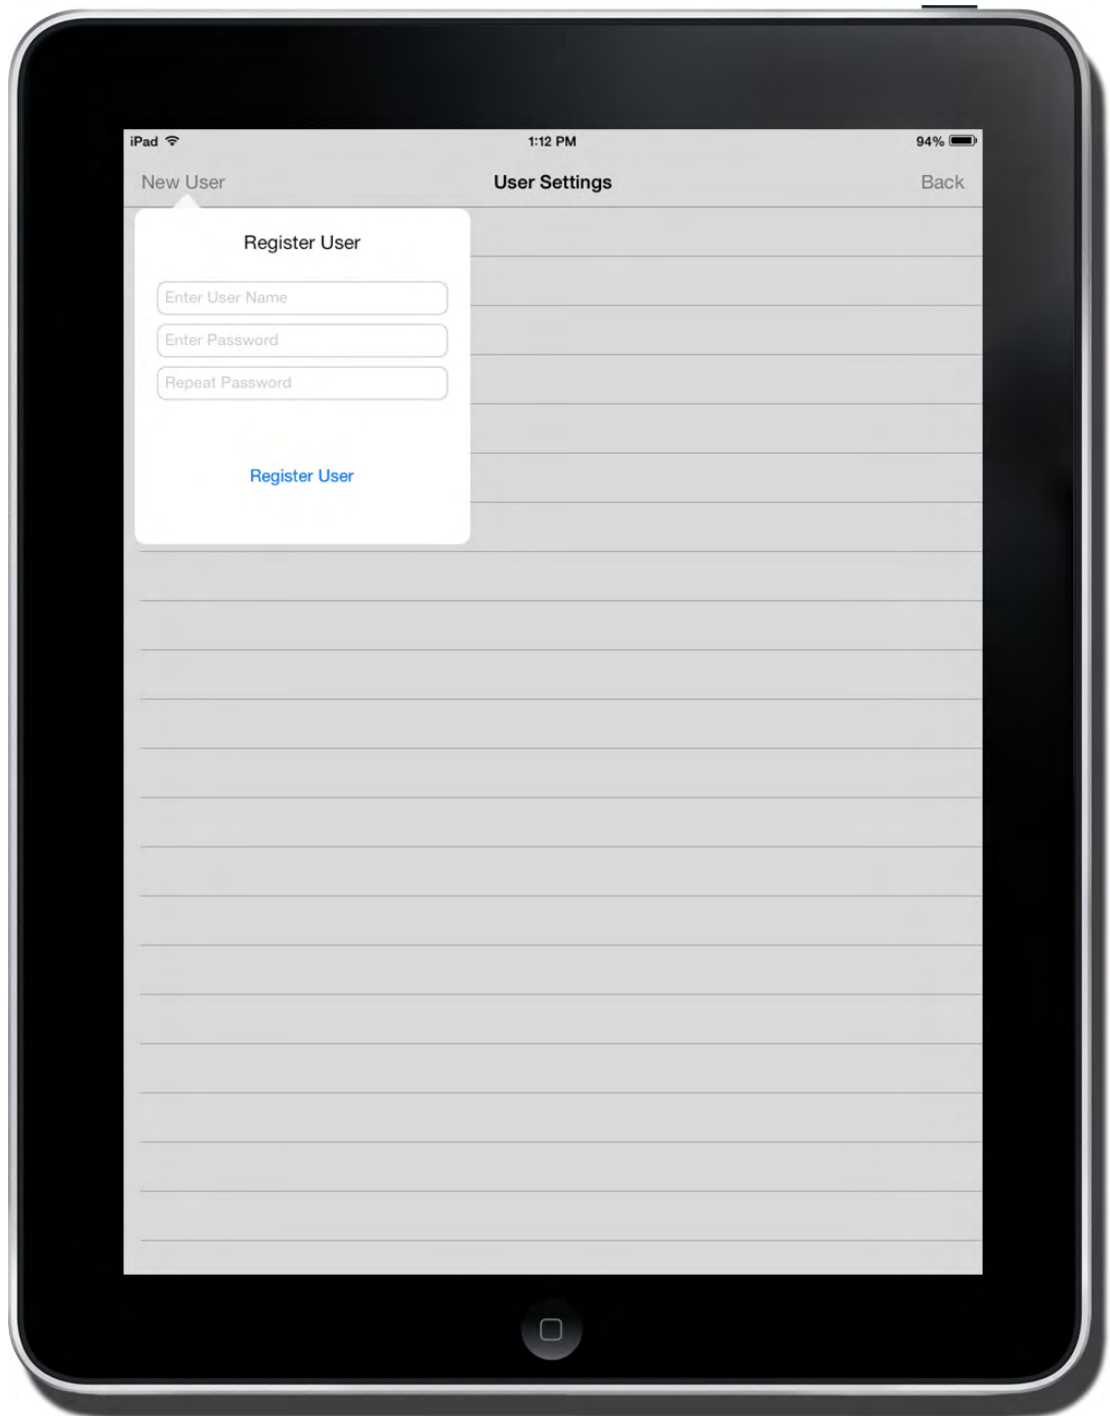 iPad 1:12 PM 94%
New User User Settings Back
Register User
Enter User Name
Enter Password
Repeat Password
Register User